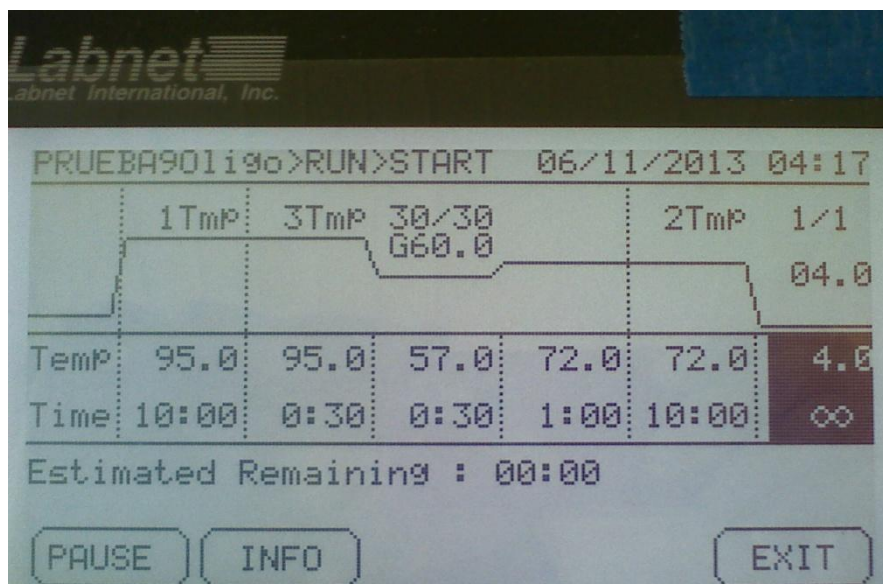 Labnet
Labnet International, Inc.
PRUEBA9Oligo>RUN>START 06/11/2013 04:17
1Tmp 3Tmp 30/30 2Tmp 1/1
G60.0
04.0
Temp 95.0 95.0 57.0 72.0 72.0 4.0
Time 10:00 0:30 0:30 1:00 10:00 ∞
Estimated Remaining : 00:00
PAUSE INFO EXIT